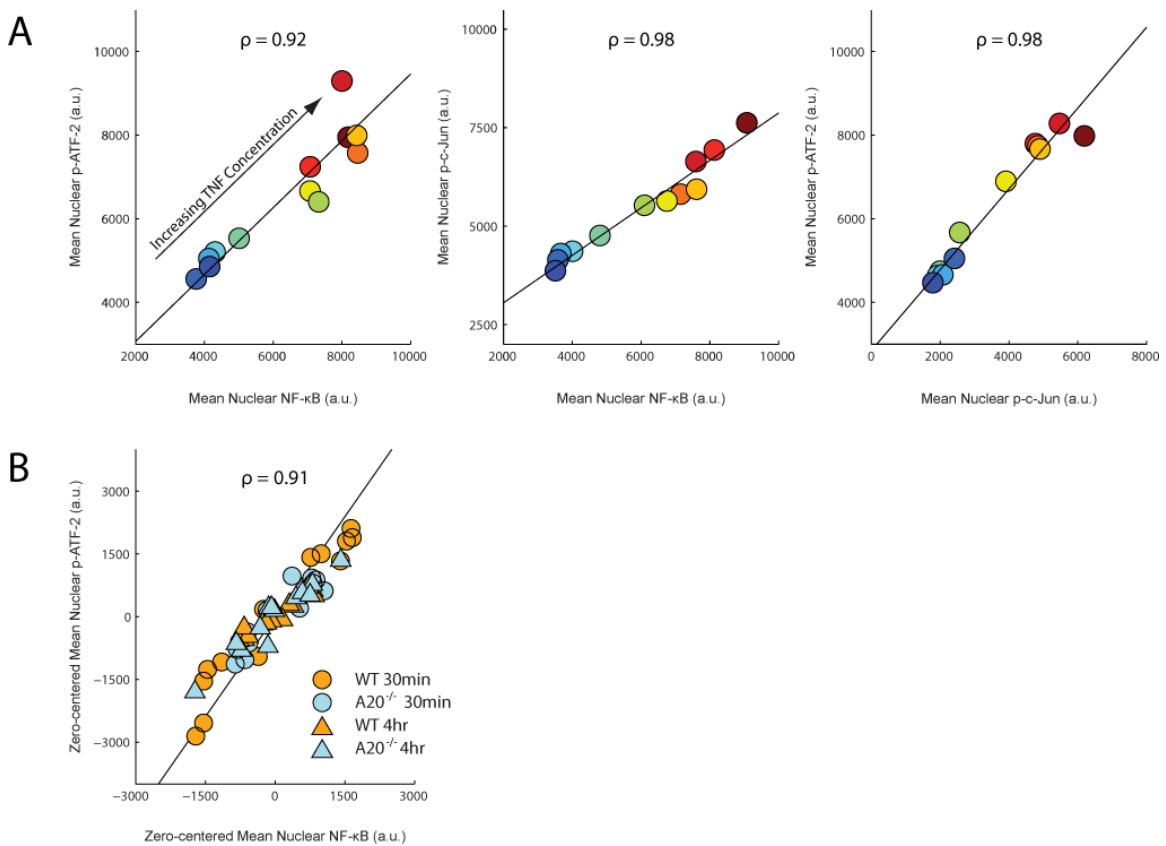 A
ρ = 0.92
Increasing TNF Concentration
Mean Nuclear p-ATF-2 (a.u.)
10000
8000
6000
4000
2000
4000
6000
8000
10000
Mean Nuclear NF-κB (a.u.)
ρ = 0.98
Mean Nuclear p-c-Jun (a.u.)
10000
7500
5000
2500
2000
4000
6000
8000
10000
Mean Nuclear NF-κB (a.u.)
ρ = 0.98
Mean Nuclear p-ATF-2 (a.u.)
10000
8000
6000
4000
0
2000
4000
6000
8000
Mean Nuclear p-c-Jun (a.u.)
B
ρ = 0.91
Zero-centered Mean Nuclear p-ATF-2 (a.u.)
3000
1500
0
−1500
−3000
WT 30min
A20⁻/⁻ 30min
WT 4hr
A20⁻/⁻ 4hr
−3000
−1500
0
1500
3000
Zero-centered Mean Nuclear NF-κB (a.u.)